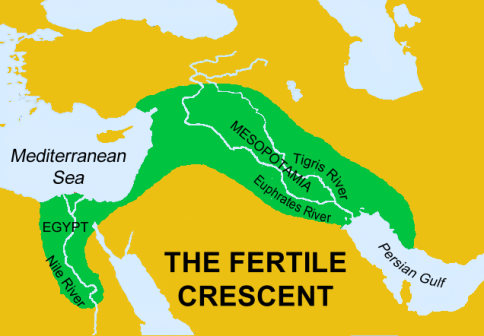 Mediterranean
Sea
MESOPOTAMIA
Tigris River
Euphrates River
EGYPT
Nile River
Persian Gulf
THE FERTILE
CRESCENT